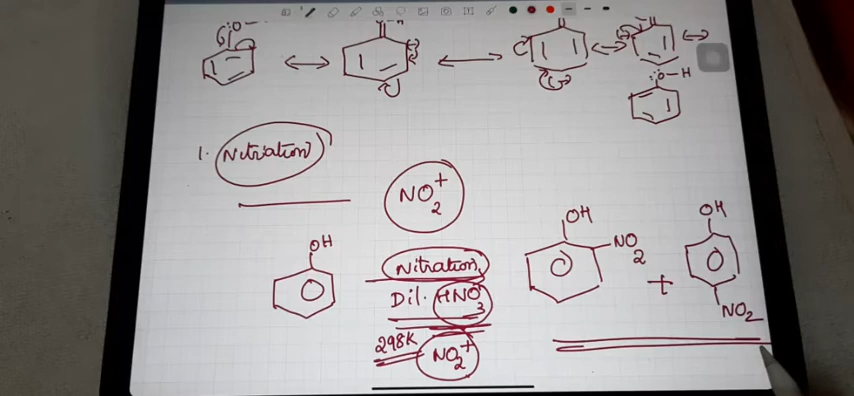 :O-
O-H
:O-H
1. Nitration
NO2+
OH
Nitration
Dil. HNO3
298K NO2+
OH
NO2
+
OH
NO2